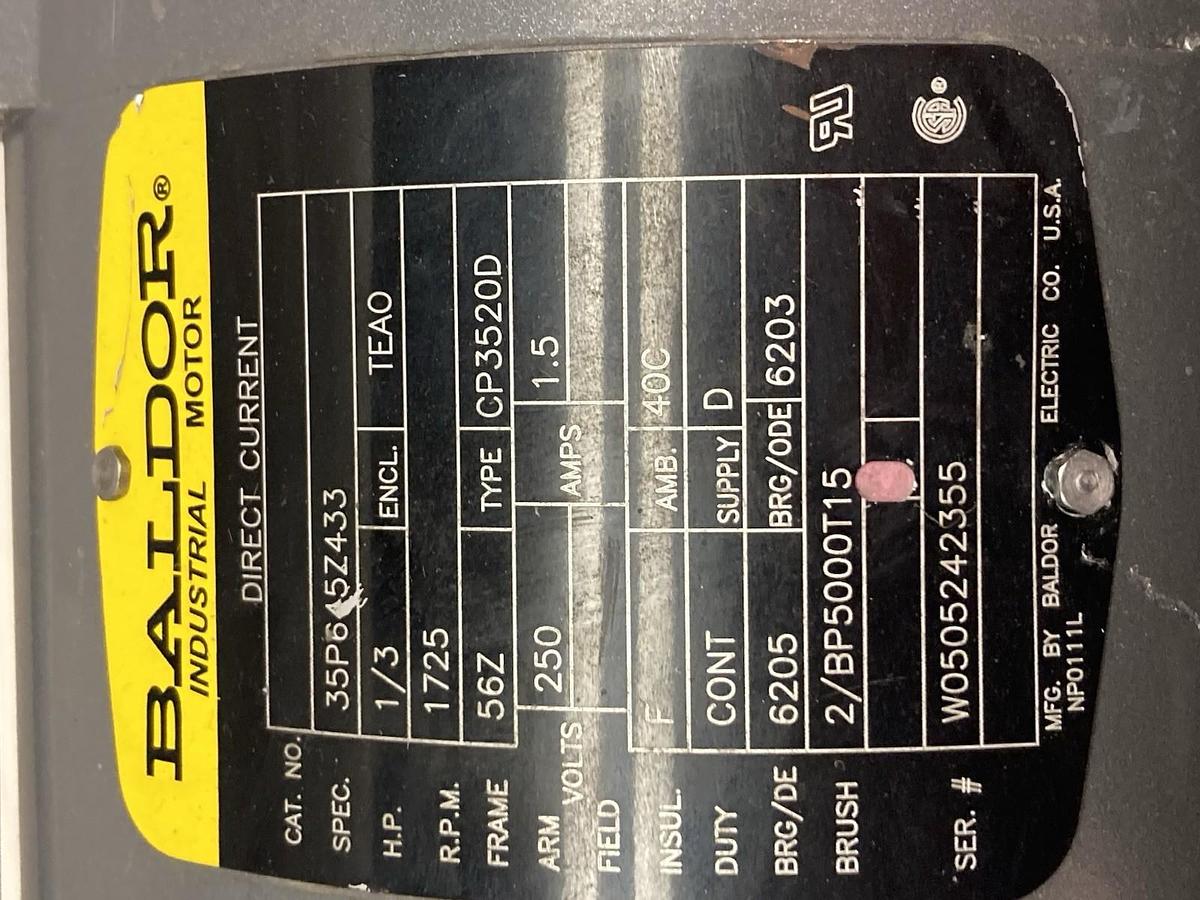 BALDOR®
INDUSTRIAL MOTOR
DIRECT CURRENT
CAT. NO.
SPEC. 35P645Z4433
H.P. 1/3 ENCL. TEAO
R.P.M. 1725
FRAME 56Z TYPE CP3520D
ARM VOLTS 250 AMPS 1.5
FIELD
INSUL. F AMB. 40C
DUTY CONT SUPPLY D
BRG/DE 6205 BRG/ODE 6203
BRUSH 2/BP5000T15
SER. # W0505242355
MFG. BY BALDOR ELECTRIC CO. U.S.A.
NP0111L